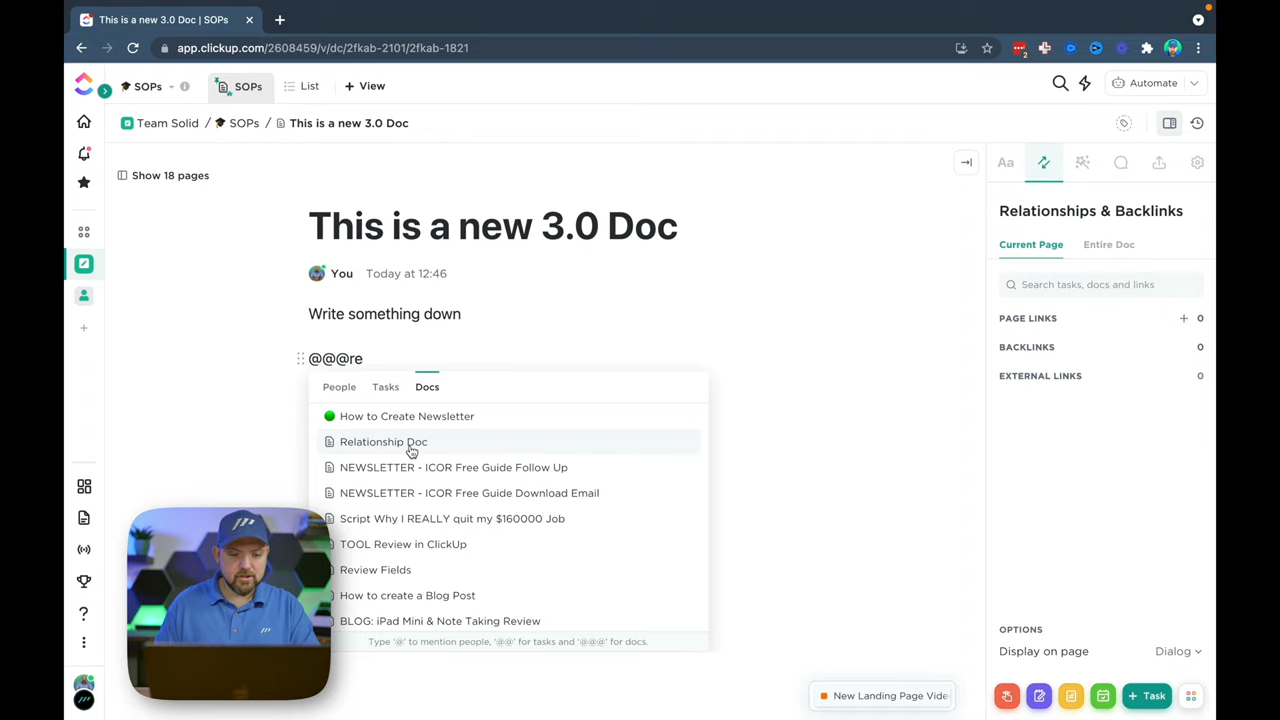 This is a new 3.0 Doc | SOPs
app.clickup.com/2608459/v/dc/2fkab-2101/2fkab-1821
2
SOPs
SOPs
List
+ View
Automate
Team Solid / SOPs / This is a new 3.0 Doc
Show 18 pages
Aa
This is a new 3.0 Doc
Relationships & Backlinks
Current Page
Entire Doc
You Today at 12:46
Search tasks, docs and links
Write something down
PAGE LINKS + 0
BACKLINKS 0
@@@re
EXTERNAL LINKS 0
People Tasks Docs
How to Create Newsletter
Relationship Doc
NEWSLETTER - ICOR Free Guide Follow Up
NEWSLETTER - ICOR Free Guide Download Email
Script Why I REALLY quit my $160000 Job
TOOL Review in ClickUp
Review Fields
How to create a Blog Post
BLOG: iPad Mini & Note Taking Review
Type '@' to mention people, '@@' for tasks and '@@@' for docs.
OPTIONS
Display on page Dialog
New Landing Page Vide
+ Task